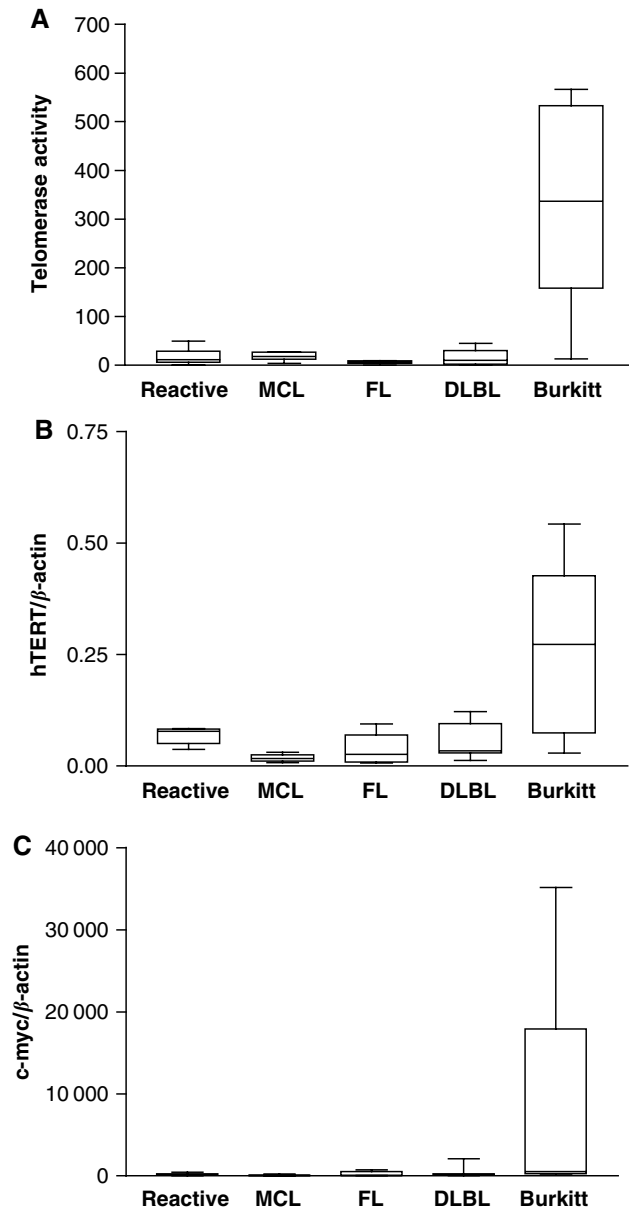 A
Telomerase activity
700
600
500
400
300
200
100
0
Reactive MCL FL DLBL Burkitt
B
hTERT/β-actin
0.75
0.50
0.25
0.00
Reactive MCL FL DLBL Burkitt
C
c-myc/β-actin
40 000
30 000
20 000
10 000
0
Reactive MCL FL DLBL Burkitt